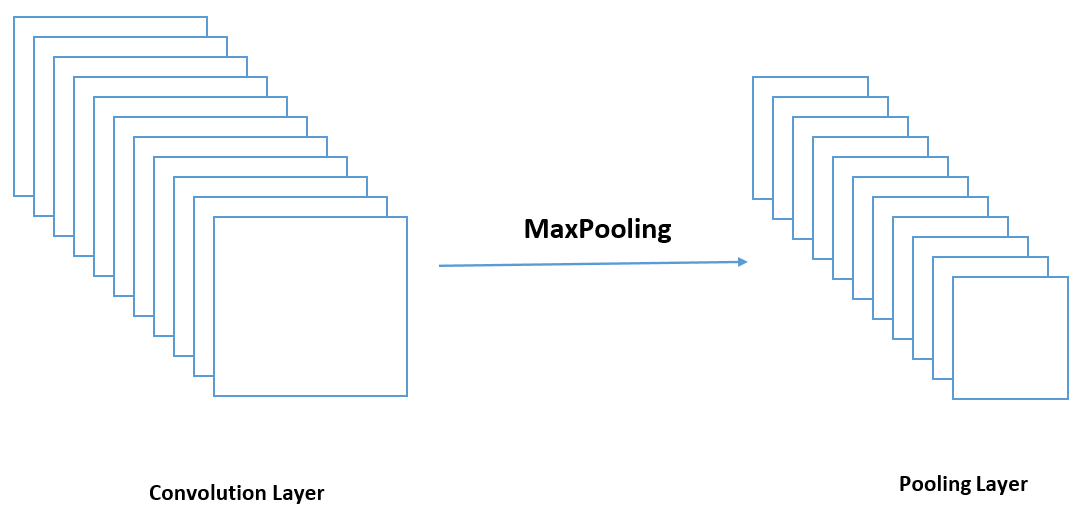 MaxPooling
Convolution Layer
Pooling Layer